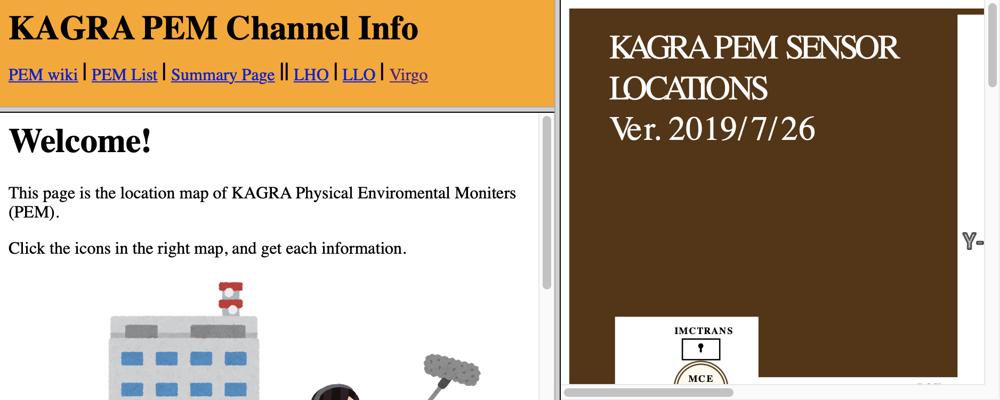 KAGRA PEM Channel Info
PEM wiki | PEM List | Summary Page || LHO | LLO | Virgo
Welcome!
This page is the location map of KAGRA Physical Enviromental Moniters
(PEM).
Click the icons in the right map, and get each information.
KAGRA PEM SENSOR
LOCATIONS
Ver. 2019/7/26
Y-
IMCTRANS
MCE